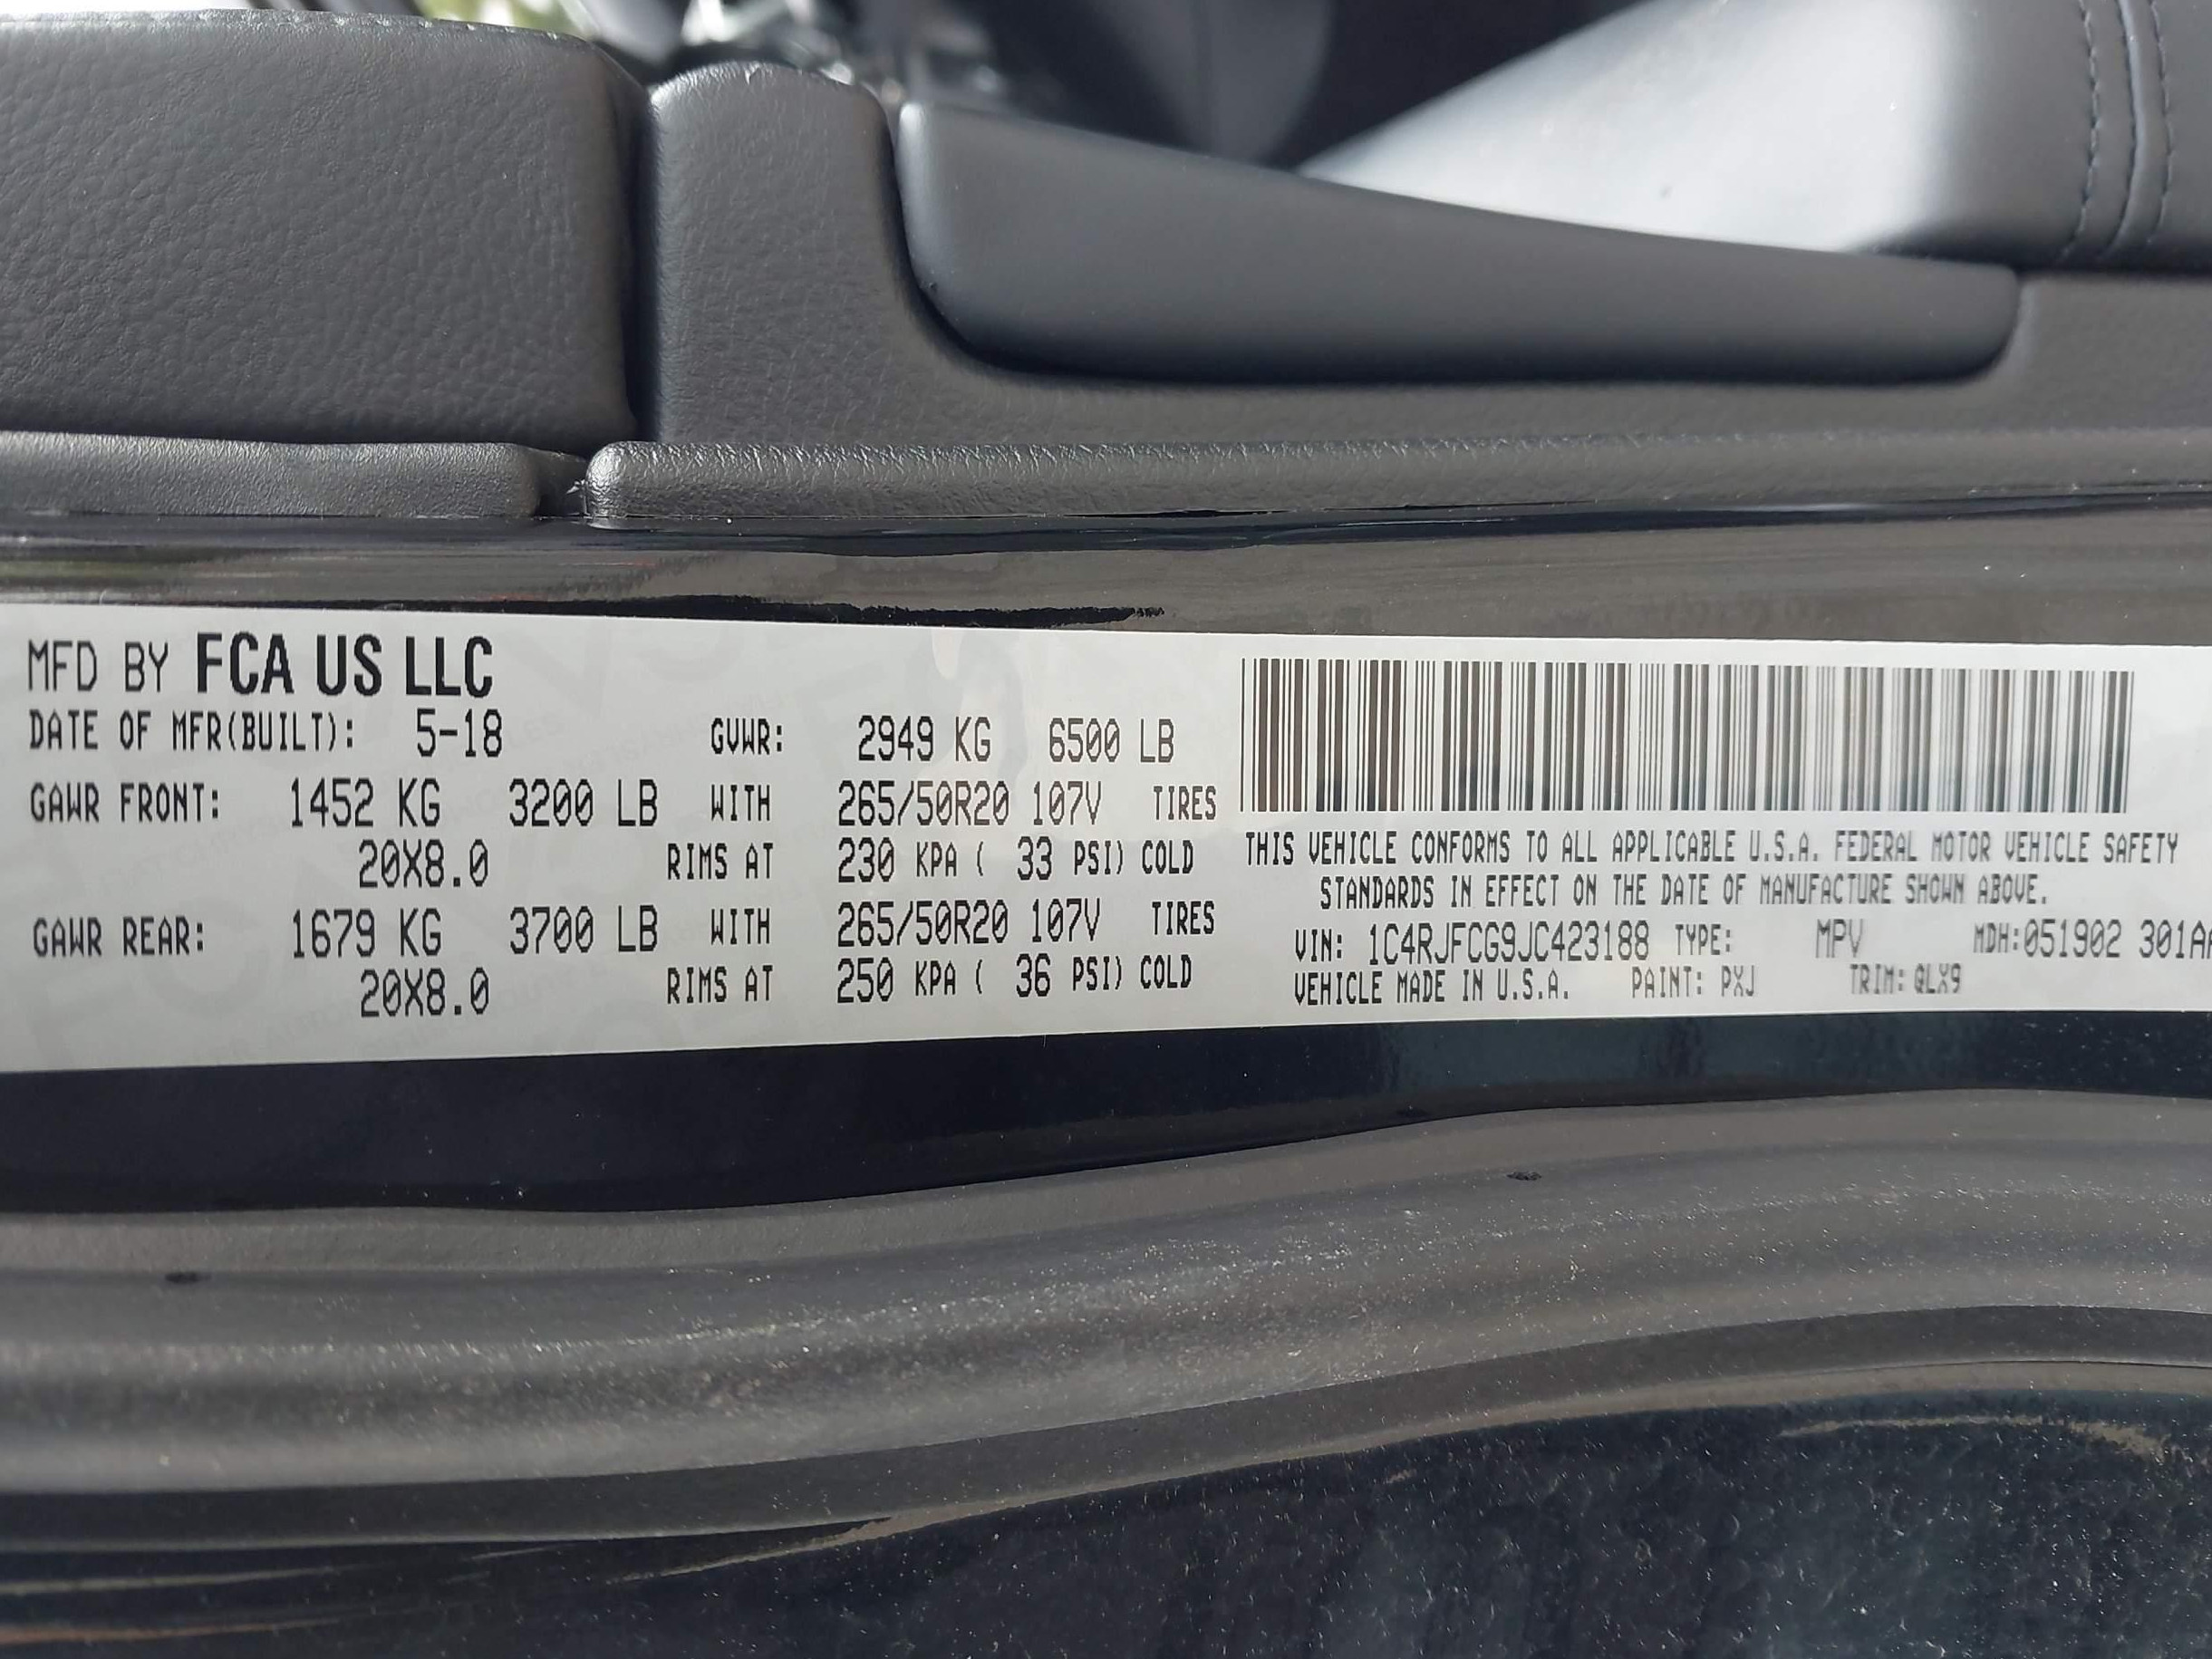 MFD BY FCA US LLC
DATE OF MFR(BUILT): 5-18 GVWR: 2949 KG 6500 LB
GAWR FRONT: 1452 KG 3200 LB WITH 265/50R20 107V TIRES
20X8.0 RIMS AT 230 KPA ( 33 PSI) COLD
GAWR REAR: 1679 KG 3700 LB WITH 265/50R20 107V TIRES
20X8.0 RIMS AT 250 KPA ( 36 PSI) COLD
THIS VEHICLE CONFORMS TO ALL APPLICABLE U.S.A. FEDERAL MOTOR VEHICLE SAFETY
STANDARDS IN EFFECT ON THE DATE OF MANUFACTURE SHOWN ABOVE.
VIN: 1C4RJFCG9JC423188 TYPE: MPV MDH:051902
VEHICLE MADE IN U.S.A. PAINT: PXJ TRIM: QLX9